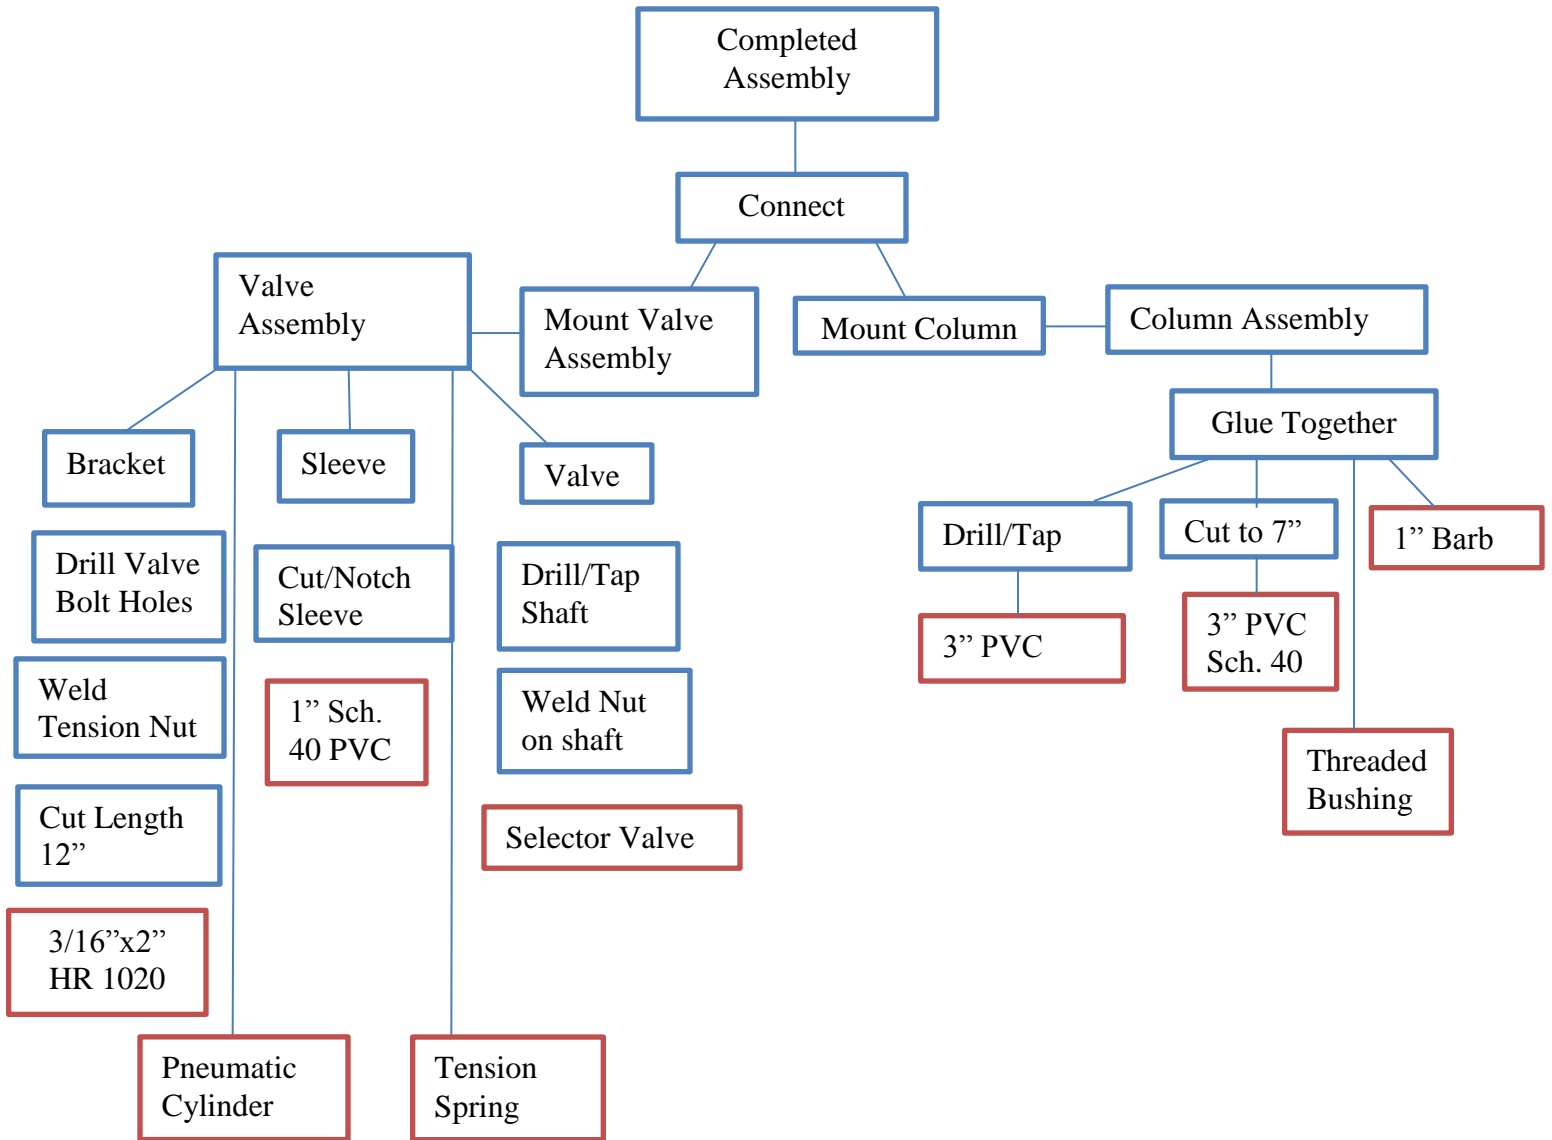 Completed
Assembly
Connect
Valve
Assembly
Mount Valve
Assembly
Mount Column
Column Assembly
Glue Together
Bracket
Sleeve
Valve
Drill/Tap
Cut to 7”
1” Barb
Drill Valve
Bolt Holes
Cut/Notch
Sleeve
Drill/Tap
Shaft
3” PVC
3” PVC
Sch. 40
Weld
Tension Nut
1” Sch.
40 PVC
Weld Nut
on shaft
Threaded
Bushing
Cut Length
12”
Selector Valve
3/16”x2”
HR 1020
Pneumatic
Cylinder
Tension
Spring